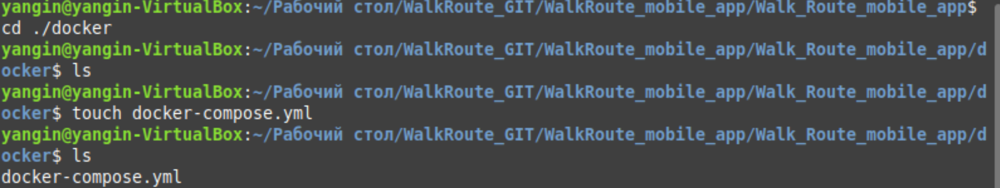 yangin@yangin-VirtualBox:~/Рабочий стол/WalkRoute_GIT/WalkRoute_mobile_app/Walk_Route_mobile_app$
cd ./docker
yangin@yangin-VirtualBox:~/Рабочий стол/WalkRoute_GIT/WalkRoute_mobile_app/Walk_Route_mobile_app/d
ocker$ ls
yangin@yangin-VirtualBox:~/Рабочий стол/WalkRoute_GIT/WalkRoute_mobile_app/Walk_Route_mobile_app/d
ocker$ touch docker-compose.yml
yangin@yangin-VirtualBox:~/Рабочий стол/WalkRoute_GIT/WalkRoute_mobile_app/Walk_Route_mobile_app/d
ocker$ ls
docker-compose.yml